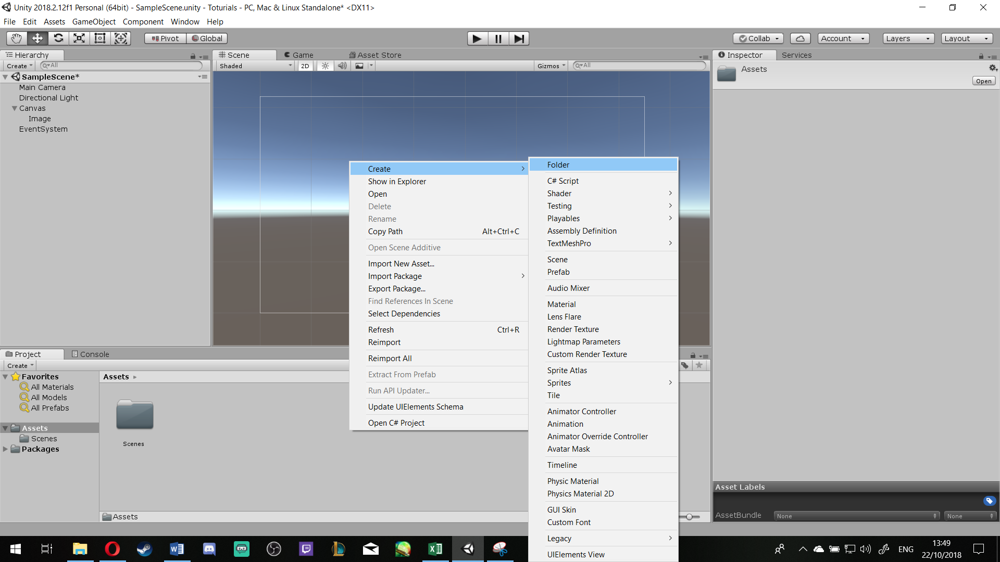 Unity 2018.2.12f1 Personal (64bit) - SampleScene.unity - Toturials - PC, Mac & Linux Standalone* <DX11>
File Edit Assets GameObject Component Window Help
Pivot Global Collab Account Layers Layout
Hierarchy
Create All
SampleScene*
Main Camera
Directional Light
Canvas
Image
EventSystem
Scene Game Asset Store
Shaded 2D Gizmos All
Inspector Services
Assets
Open
Create
Show in Explorer
Open
Delete
Rename
Copy Path Alt+Ctrl+C
Open Scene Additive
Import New Asset...
Import Package
Export Package...
Find References In Scene
Select Dependencies
Refresh Ctrl+R
Reimport
Reimport All
Extract From Prefab
Run API Updater...
Update UIElements Schema
Open C# Project
Folder
C# Script
Shader
Testing
Playables
Assembly Definition
TextMeshPro
Scene
Prefab
Audio Mixer
Material
Lens Flare
Render Texture
Lightmap Parameters
Custom Render Texture
Sprite Atlas
Sprites
Tile
Animator Controller
Animation
Animator Override Controller
Avatar Mask
Timeline
Physic Material
Physics Material 2D
GUI Skin
Custom Font
Legacy
UIElements View
Project Console
Create
Favorites
All Materials
All Models
All Prefabs
Assets
Scenes
Packages
Assets
Scenes
Assets
Asset Labels
AssetBundle None None
ENG
13:49
22/10/2018